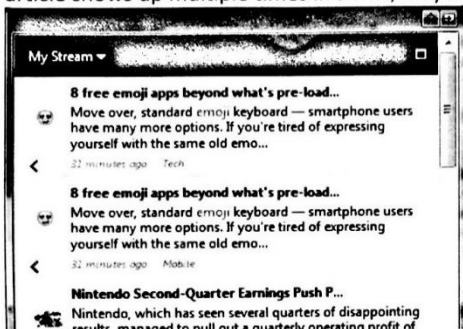 article shows up multiple times in
My Stream
8 free emoji apps beyond what's pre-load...
Move over, standard emoji keyboard — smartphone users
have many more options. If you're tired of expressing
yourself with the same old emo...
32 minutes ago Tech
8 free emoji apps beyond what's pre-load...
Move over, standard emoji keyboard — smartphone users
have many more options. If you're tired of expressing
yourself with the same old emo...
32 minutes ago Mobile
Nintendo Second-Quarter Earnings Push P...
Nintendo, which has seen several quarters of disappointing
results, managed to pull out a quarterly operating profit of